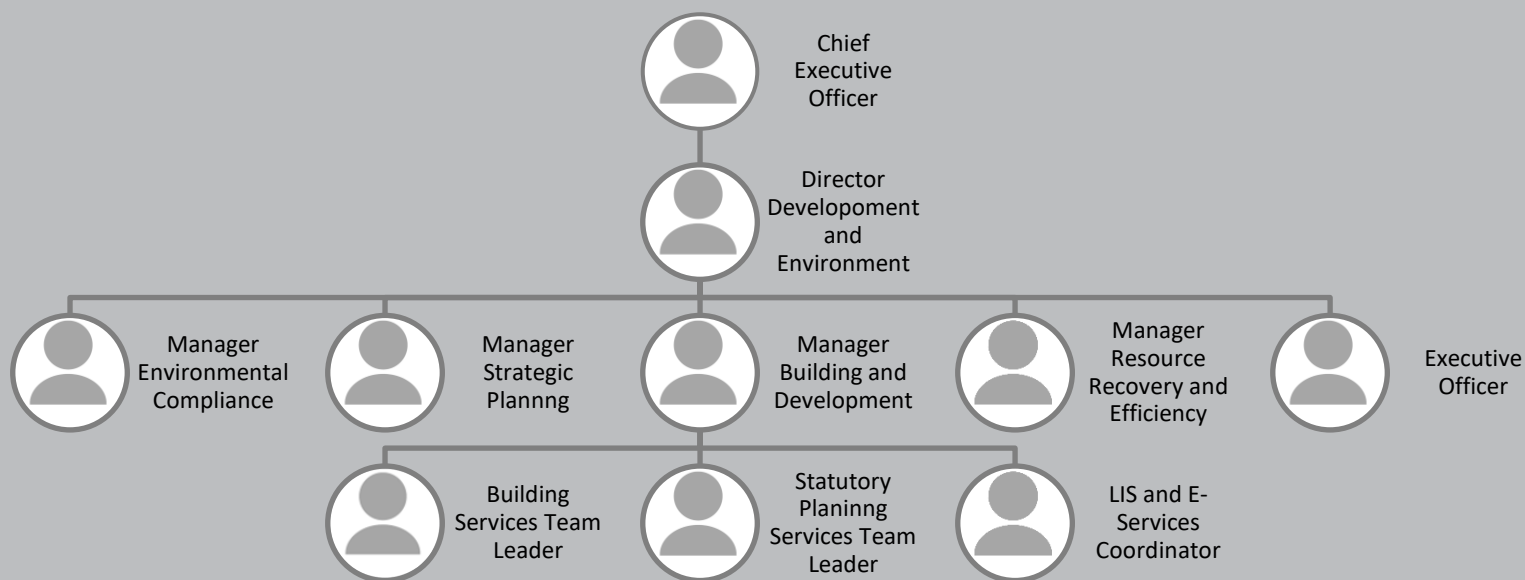 Chief
Executive
Officer
Director
Developoment
and
Environment
Manager
Environmental
Compliance
Manager
Strategic
Plannng
Manager
Building and
Development
Manager
Resource
Recovery and
Efficiency
Executive
Officer
Building
Services Team
Leader
Statutory
Planinng
Services Team
Leader
LIS and E-
Services
Coordinator